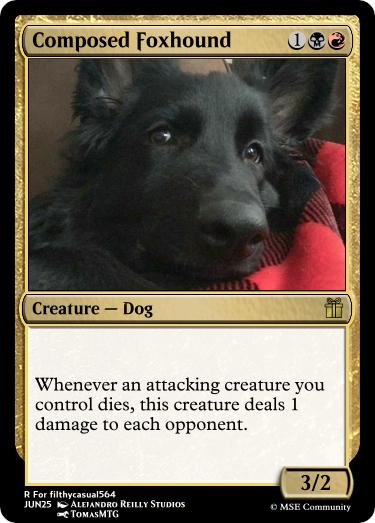 Composed Foxhound 1
Creature — Dog
Whenever an attacking creature you
control dies, this creature deals 1
damage to each opponent.
3/2
R For filthycasual564
JUN25 Alejandro Reilly Studios
TomasMTG
© MSE Community